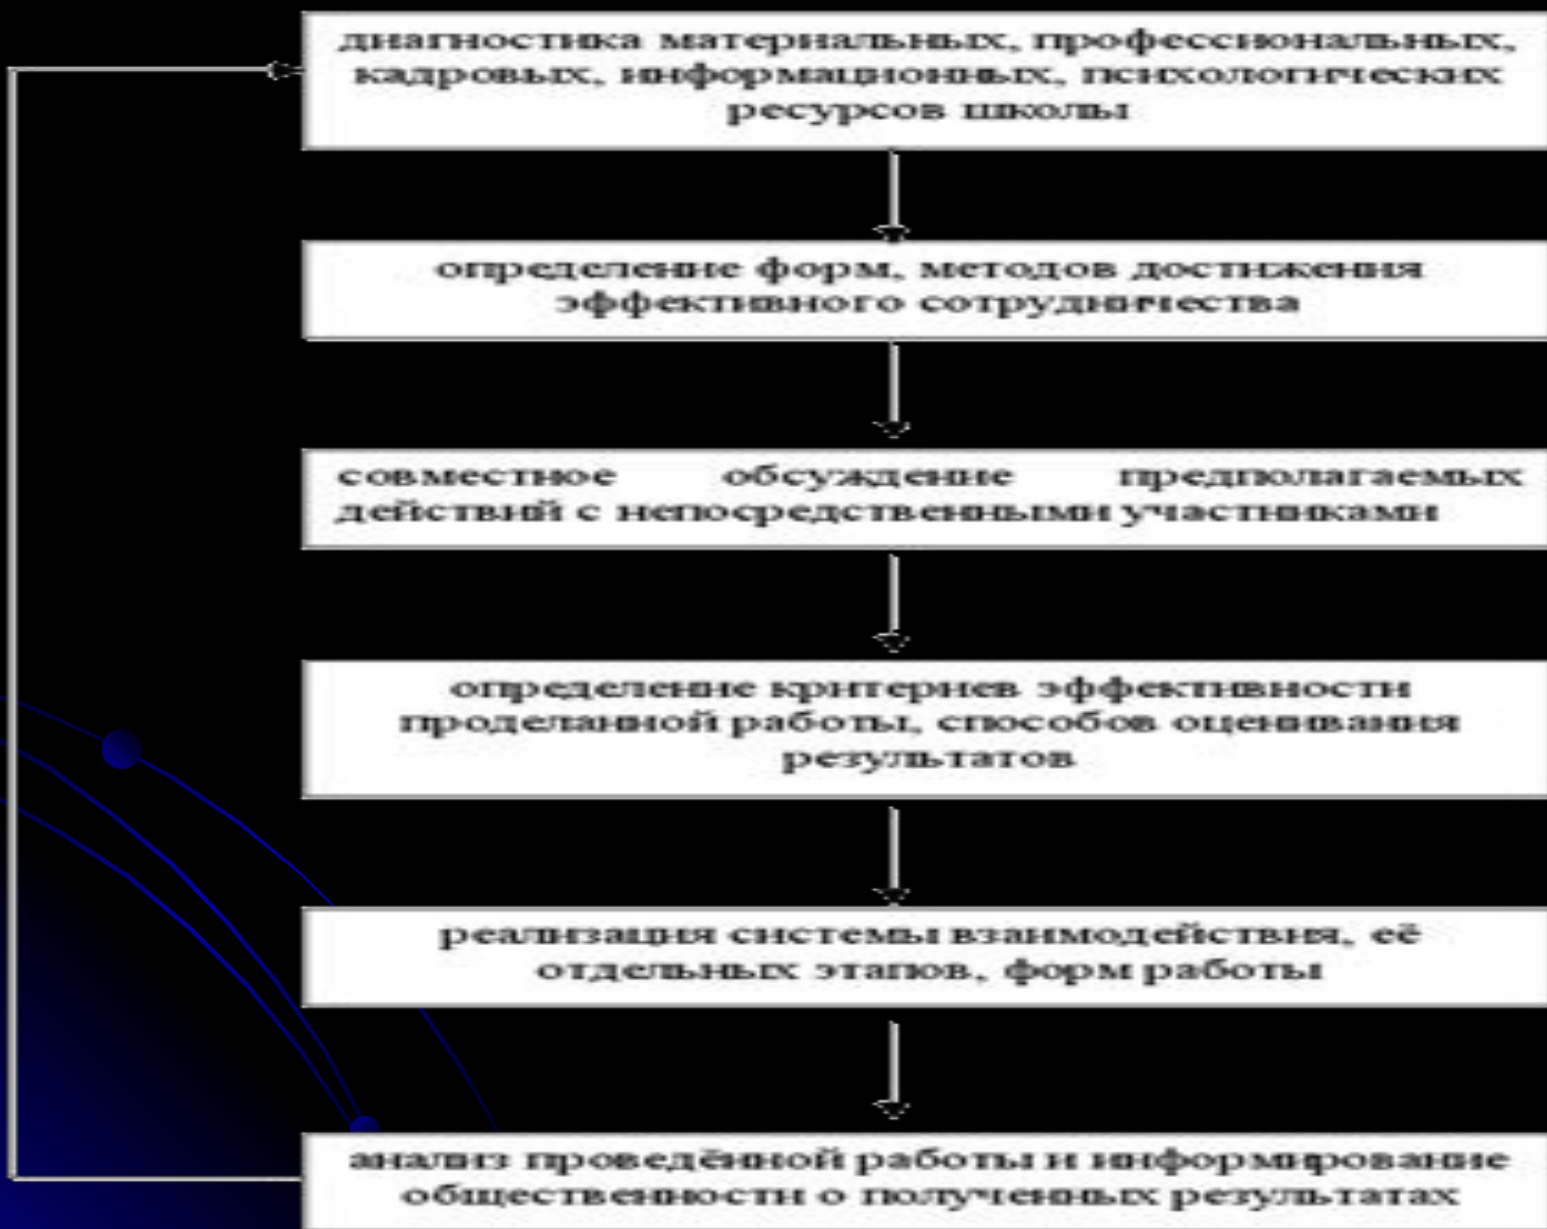 диагностика материальных, профессиональных,
кадровых, информационных, психологических
ресурсов школы
определение форм, методов достижения
эффективного сотрудничества
совместное обсуждение предполагаемых
действий с непосредственными участниками
определение критериев эффективности
проделанной работы, способов оценивания
результатов
реализация системы взаимодействия, её
отдельных этапов, форм работы
анализ проведённой работы и информирование
общественности о полученных результатах